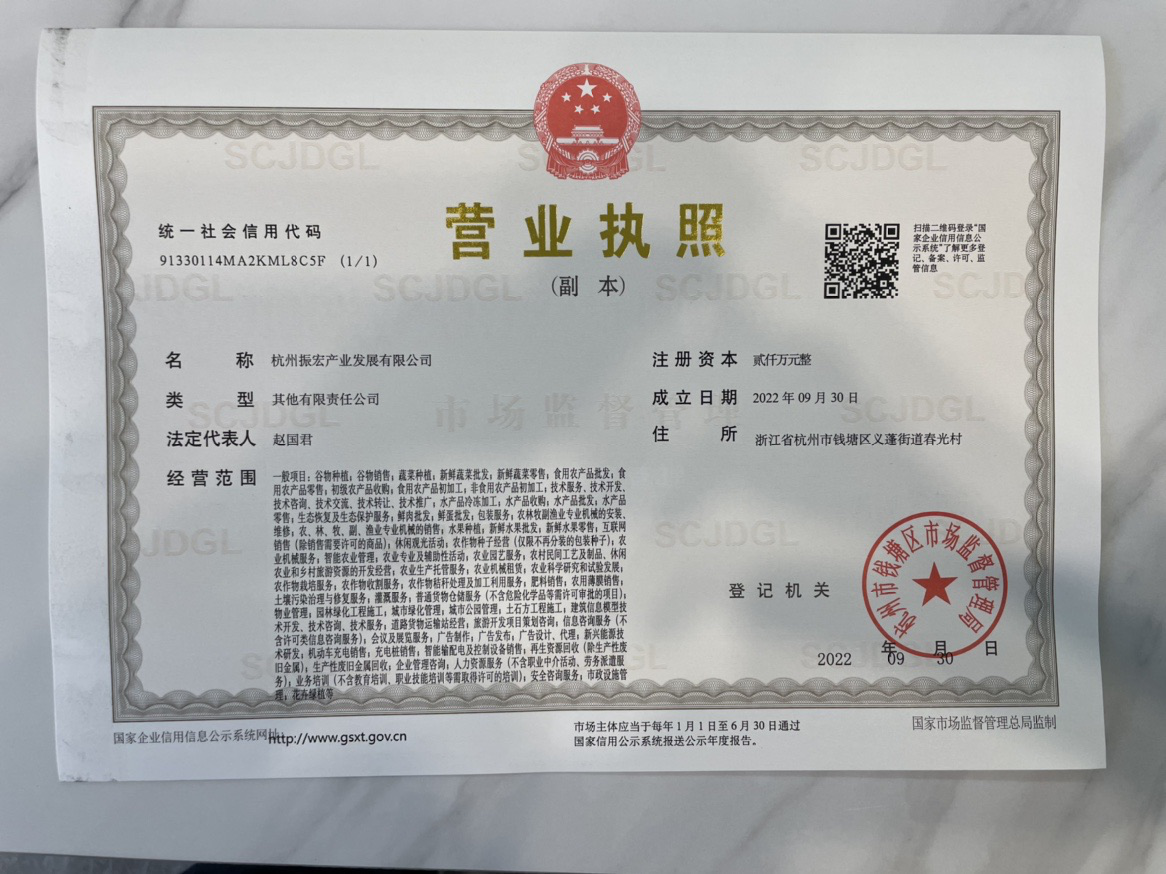 营业执照
（副 本）
统一社会信用代码
91330114MA2KML8C5F (1/1)
扫描二维码登录“国
家企业信用信息公
示系统”了解更多登
记、备案、许可、监
管信息
名 称 杭州振宏产业发展有限公司
类 型 其他有限责任公司
法定代表人 赵国君
经营范围 一般项目：谷物种植；谷物销售；蔬菜种植；新鲜蔬菜批发；新鲜蔬菜零售；食用农产品批发；食
用农产品零售；初级农产品收购；食用农产品初加工；非食用农产品初加工；技术服务、技术开发、
技术咨询、技术交流、技术转让、技术推广；水产品冷冻加工；水产品收购；水产品批发；水产品
零售；生态恢复及生态保护服务；鲜肉批发；鲜蛋批发；包装服务；农林牧副渔业专业机械的安装、
维修；农、林、牧、副、渔业专业机械的销售；水果种植；新鲜水果批发；新鲜水果零售；互联网
销售（除销售需要许可的商品）；休闲观光活动；农作物种子经营（仅限不再分装的包装种子）；农
业机械服务；智能农业管理；农业专业及辅助性活动；农业园艺服务；农村民间工艺及制品、休闲
农业和乡村旅游资源的开发经营；农业生产托管服务；农业机械租赁；农业科学研究和试验发展；
农作物栽培服务；农作物收割服务；农作物秸秆处理及加工利用服务；肥料销售；农用薄膜销售；
土壤污染治理与修复服务；灌溉服务；普通货物仓储服务（不含危险化学品等需许可审批的项目）；
物业管理；园林绿化工程施工；城市绿化管理；城市公园管理；土石方工程施工；建筑信息模型技
术开发、技术咨询、技术服务；道路货物运输站经营；旅游开发项目策划咨询；信息咨询服务（不
含许可类信息咨询服务）；会议及展览服务；广告制作；广告发布；广告设计、代理；新兴能源技
术研发；机动车充电销售；充电桩销售；智能输配电及控制设备销售；再生资源回收（除生产性废
旧金属）；生产性废旧金属回收；企业管理咨询；人力资源服务（不含职业中介活动、劳务派遣服
务）；业务培训（不含教育培训、职业技能培训等需取得许可的培训）；安全咨询服务；市政设施管
理；花卉绿植等
注册资本 贰仟万元整
成立日期 2022 年 09 月 30 日
住 所 浙江省杭州市钱塘区义蓬街道春光村
登记机关
杭州市钱塘区市场监督管理局
2022 年 09 月 30 日
国家企业信用信息公示系统网址http://www.gsxt.gov.cn
市场主体应当于每年 1 月 1 日至 6 月 30 日通过
国家信用公示系统报送公示年度报告。
国家市场监督管理总局监制
市场监督管理
SCJDGL
SCJDGL
SCJDGL
SCJDGL
SCJDGL
SCJDGL
SCJDGL
SCJDGL